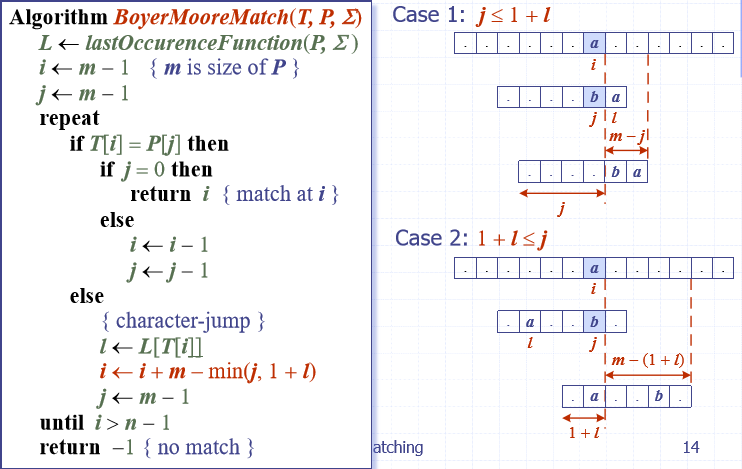 Algorithm BoyerMooreMatch(T, P, Σ)
L ← lastOccurenceFunction(P, Σ)
i ← m − 1 { m is size of P }
j ← m − 1
repeat
if T[i] = P[j] then
if j = 0 then
return i { match at i }
else
i ← i − 1
j ← j − 1
else
{ character-jump }
l ← L[T[i]]
i ← i + m − min(j, 1 + l)
j ← m − 1
until i > n − 1
return −1 { no match }
Case 1: j ≤ 1 + l
. . . . . . a . . . . . .
i
. . . . b a
j l
m − j
. . . . b a
j
Case 2: 1 + l ≤ j
. . . . . . a . . . . . .
i
. a . . b .
l j
m − (1 + l)
. a . . b .
1 + l
atching 14